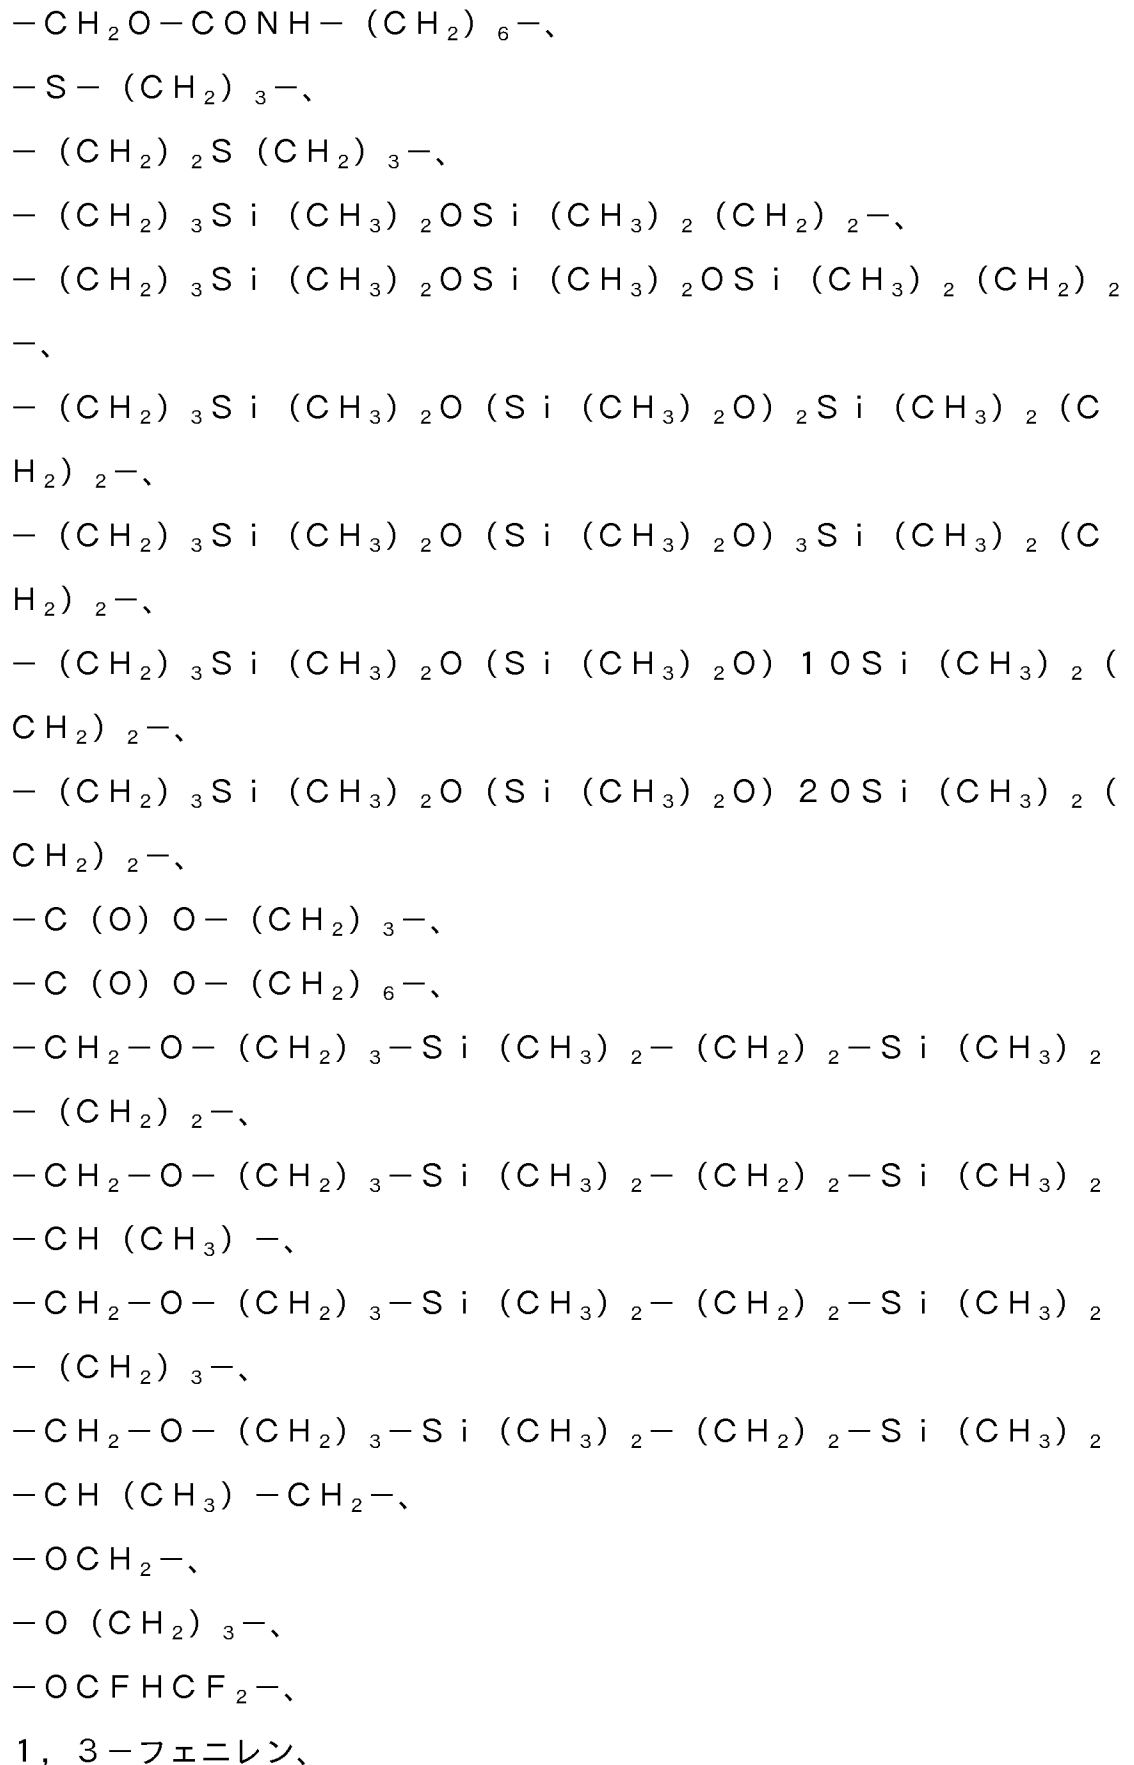 －ＣＨ₂Ｏ－ＣＯＮＨ－（ＣＨ₂）₆－、
－Ｓ－（ＣＨ₂）₃－、
－（ＣＨ₂）₂Ｓ（ＣＨ₂）₃－、
－（ＣＨ₂）₃Ｓｉ（ＣＨ₃）₂ＯＳｉ（ＣＨ₃）₂（ＣＨ₂）₂－、
－（ＣＨ₂）₃Ｓｉ（ＣＨ₃）₂ＯＳｉ（ＣＨ₃）₂ＯＳｉ（ＣＨ₃）₂（ＣＨ₂）₂
－、
－（ＣＨ₂）₃Ｓｉ（ＣＨ₃）₂Ｏ（Ｓｉ（ＣＨ₃）₂Ｏ）₂Ｓｉ（ＣＨ₃）₂（Ｃ
Ｈ₂）₂－、
－（ＣＨ₂）₃Ｓｉ（ＣＨ₃）₂Ｏ（Ｓｉ（ＣＨ₃）₂Ｏ）₃Ｓｉ（ＣＨ₃）₂（Ｃ
Ｈ₂）₂－、
－（ＣＨ₂）₃Ｓｉ（ＣＨ₃）₂Ｏ（Ｓｉ（ＣＨ₃）₂Ｏ）１０Ｓｉ（ＣＨ₃）₂（
ＣＨ₂）₂－、
－（ＣＨ₂）₃Ｓｉ（ＣＨ₃）₂Ｏ（Ｓｉ（ＣＨ₃）₂Ｏ）２０Ｓｉ（ＣＨ₃）₂（
ＣＨ₂）₂－、
－Ｃ（Ｏ）Ｏ－（ＣＨ₂）₃－、
－Ｃ（Ｏ）Ｏ－（ＣＨ₂）₆－、
－ＣＨ₂－Ｏ－（ＣＨ₂）₃－Ｓｉ（ＣＨ₃）₂－（ＣＨ₂）₂－Ｓｉ（ＣＨ₃）₂
－（ＣＨ₂）₂－、
－ＣＨ₂－Ｏ－（ＣＨ₂）₃－Ｓｉ（ＣＨ₃）₂－（ＣＨ₂）₂－Ｓｉ（ＣＨ₃）₂
－ＣＨ（ＣＨ₃）－、
－ＣＨ₂－Ｏ－（ＣＨ₂）₃－Ｓｉ（ＣＨ₃）₂－（ＣＨ₂）₂－Ｓｉ（ＣＨ₃）₂
－（ＣＨ₂）₃－、
－ＣＨ₂－Ｏ－（ＣＨ₂）₃－Ｓｉ（ＣＨ₃）₂－（ＣＨ₂）₂－Ｓｉ（ＣＨ₃）₂
－ＣＨ（ＣＨ₃）－ＣＨ₂－、
－ＯＣＨ₂－、
－Ｏ（ＣＨ₂）₃－、
－ＯＣＦＨＣＦ₂－、
１，３－フェニレン、